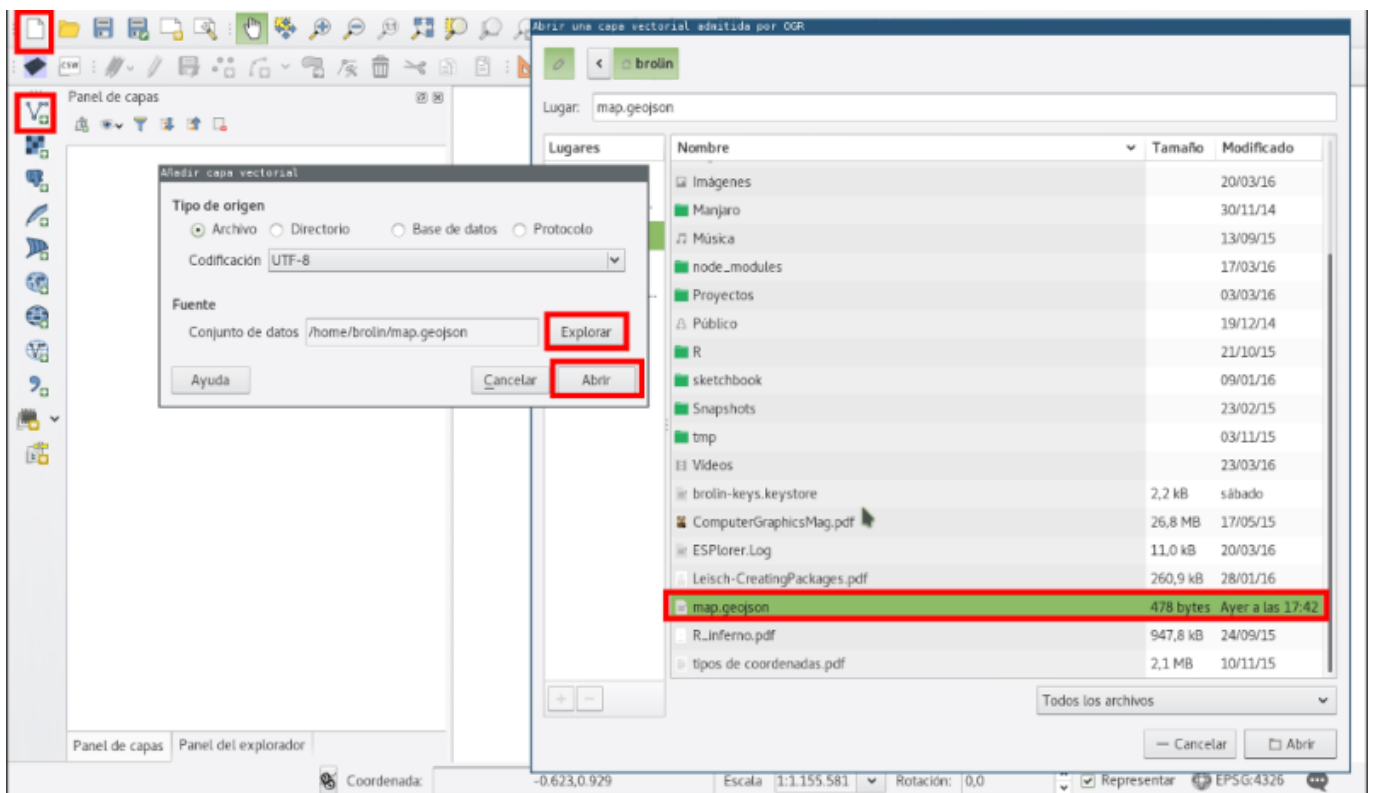 Abrir una capa vectorial admitida por OGR
CSW
brolin
Panel de capas
Lugar: map.geojson
Lugares
Nombre Tamaño Modificado
Imágenes 20/03/16
Manjaro 30/11/14
Música 13/09/15
node_modules 17/03/16
Proyectos 03/03/16
Público 19/12/14
R 21/10/15
sketchbook 09/01/16
Snapshots 23/02/15
tmp 03/11/15
Vídeos 23/03/16
brolin-keys.keystore 2,2 kB sábado
ComputerGraphicsMag.pdf 26,8 MB 17/05/15
ESPlorer.Log 11,0 kB 20/03/16
Leisch-CreatingPackages.pdf 260,9 kB 28/01/16
map.geojson 478 bytes Ayer a las 17:42
R_inferno.pdf 947,8 kB 24/09/15
tipos de coordenadas.pdf 2,1 MB 10/11/15
Todos los archivos
Cancelar Abrir
Añadir capa vectorial
Tipo de origen
Archivo Directorio Base de datos Protocolo
Codificación UTF-8
Fuente
Conjunto de datos /home/brolin/map.geojson Explorar
Ayuda Cancelar Abrir
Panel de capas Panel del explorador
Coordenada: -0.623,0.929 Escala 1:1.155.581 Rotación: 0,0 Representar EPSG:4326